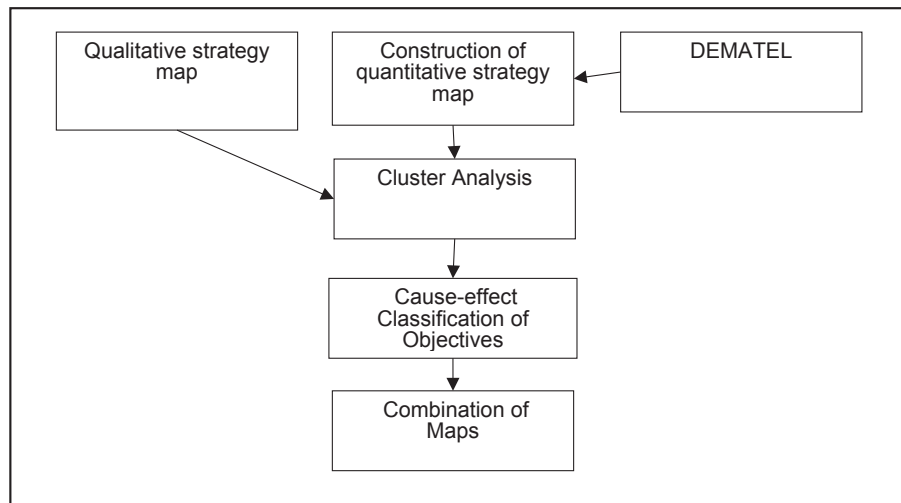 Qualitative strategy
map
Construction of
quantitative strategy
map
DEMATEL
Cluster Analysis
Cause-effect
Classification of
Objectives
Combination of
Maps